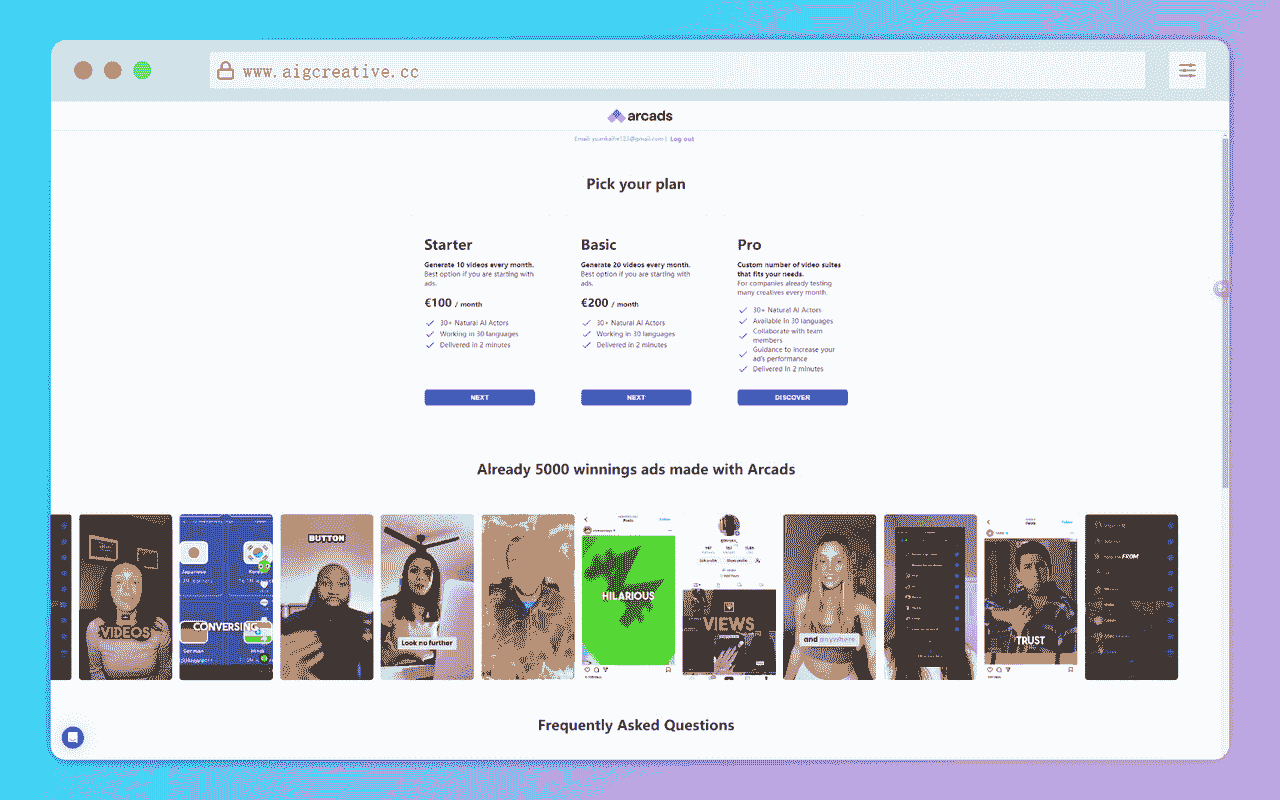 www.aigcreative.cc
arcads
Log out
Pick your plan
Starter
Generate 10 videos every month.
Best option if you are starting with
ads.
€100 / month
30+ Natural AI Actors
Working in 30 languages
Delivered in 2 minutes
NEXT
Basic
Generate 20 videos every month.
Best option if you are starting with
ads.
€200 / month
30+ Natural AI Actors
Working in 30 languages
Delivered in 2 minutes
NEXT
Pro
Custom number of video suites
that fits your needs.
For companies already testing
many creatives every month.
30+ Natural AI Actors
Available in 30 languages
Collaborate with team
members
Guidance to increase your
ad's performance
Delivered in 2 minutes
DISCOVER
Already 5000 winnings ads made with Arcads
VIDEOS
Japanese
CONVERSING
German
Hindi
BUTTON
Look no further
HILARIOUS
VIEWS
and anywhere
TRUST
FROM
Frequently Asked Questions